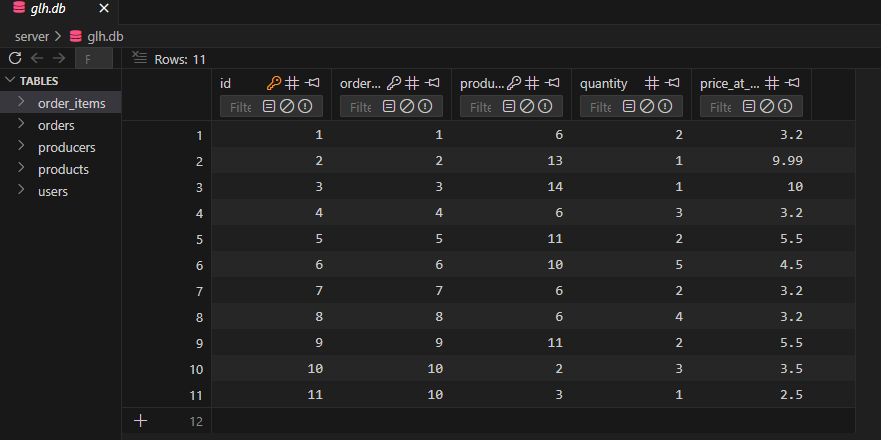 glh.db
server > glh.db
F
Rows: 11
TABLES
order_items
orders
producers
products
users
id order... produ... quantity price_at_...
Filte Filte Filte Filte Filte
1 1 1 6 2 3.2
2 2 2 13 1 9.99
3 3 3 14 1 10
4 4 4 6 3 3.2
5 5 5 11 2 5.5
6 6 6 10 5 4.5
7 7 7 6 2 3.2
8 8 8 6 4 3.2
9 9 9 11 2 5.5
10 10 10 2 3 3.5
11 11 10 3 1 2.5
12